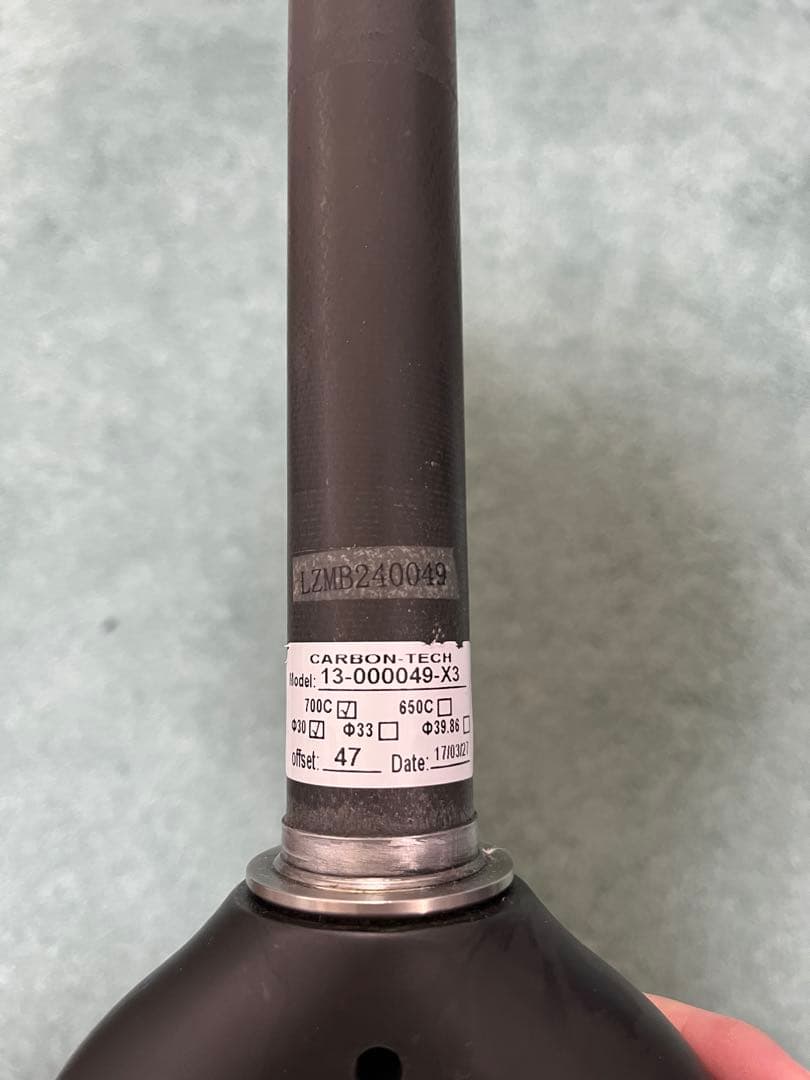 LZMB240049
CARBON-TECH
Model: 13-000049-X3
700C ☑ 650C ☐
Φ30 ☑ Φ33 ☐ Φ39.86 ☐
offset: 47 Date: 17/03/27